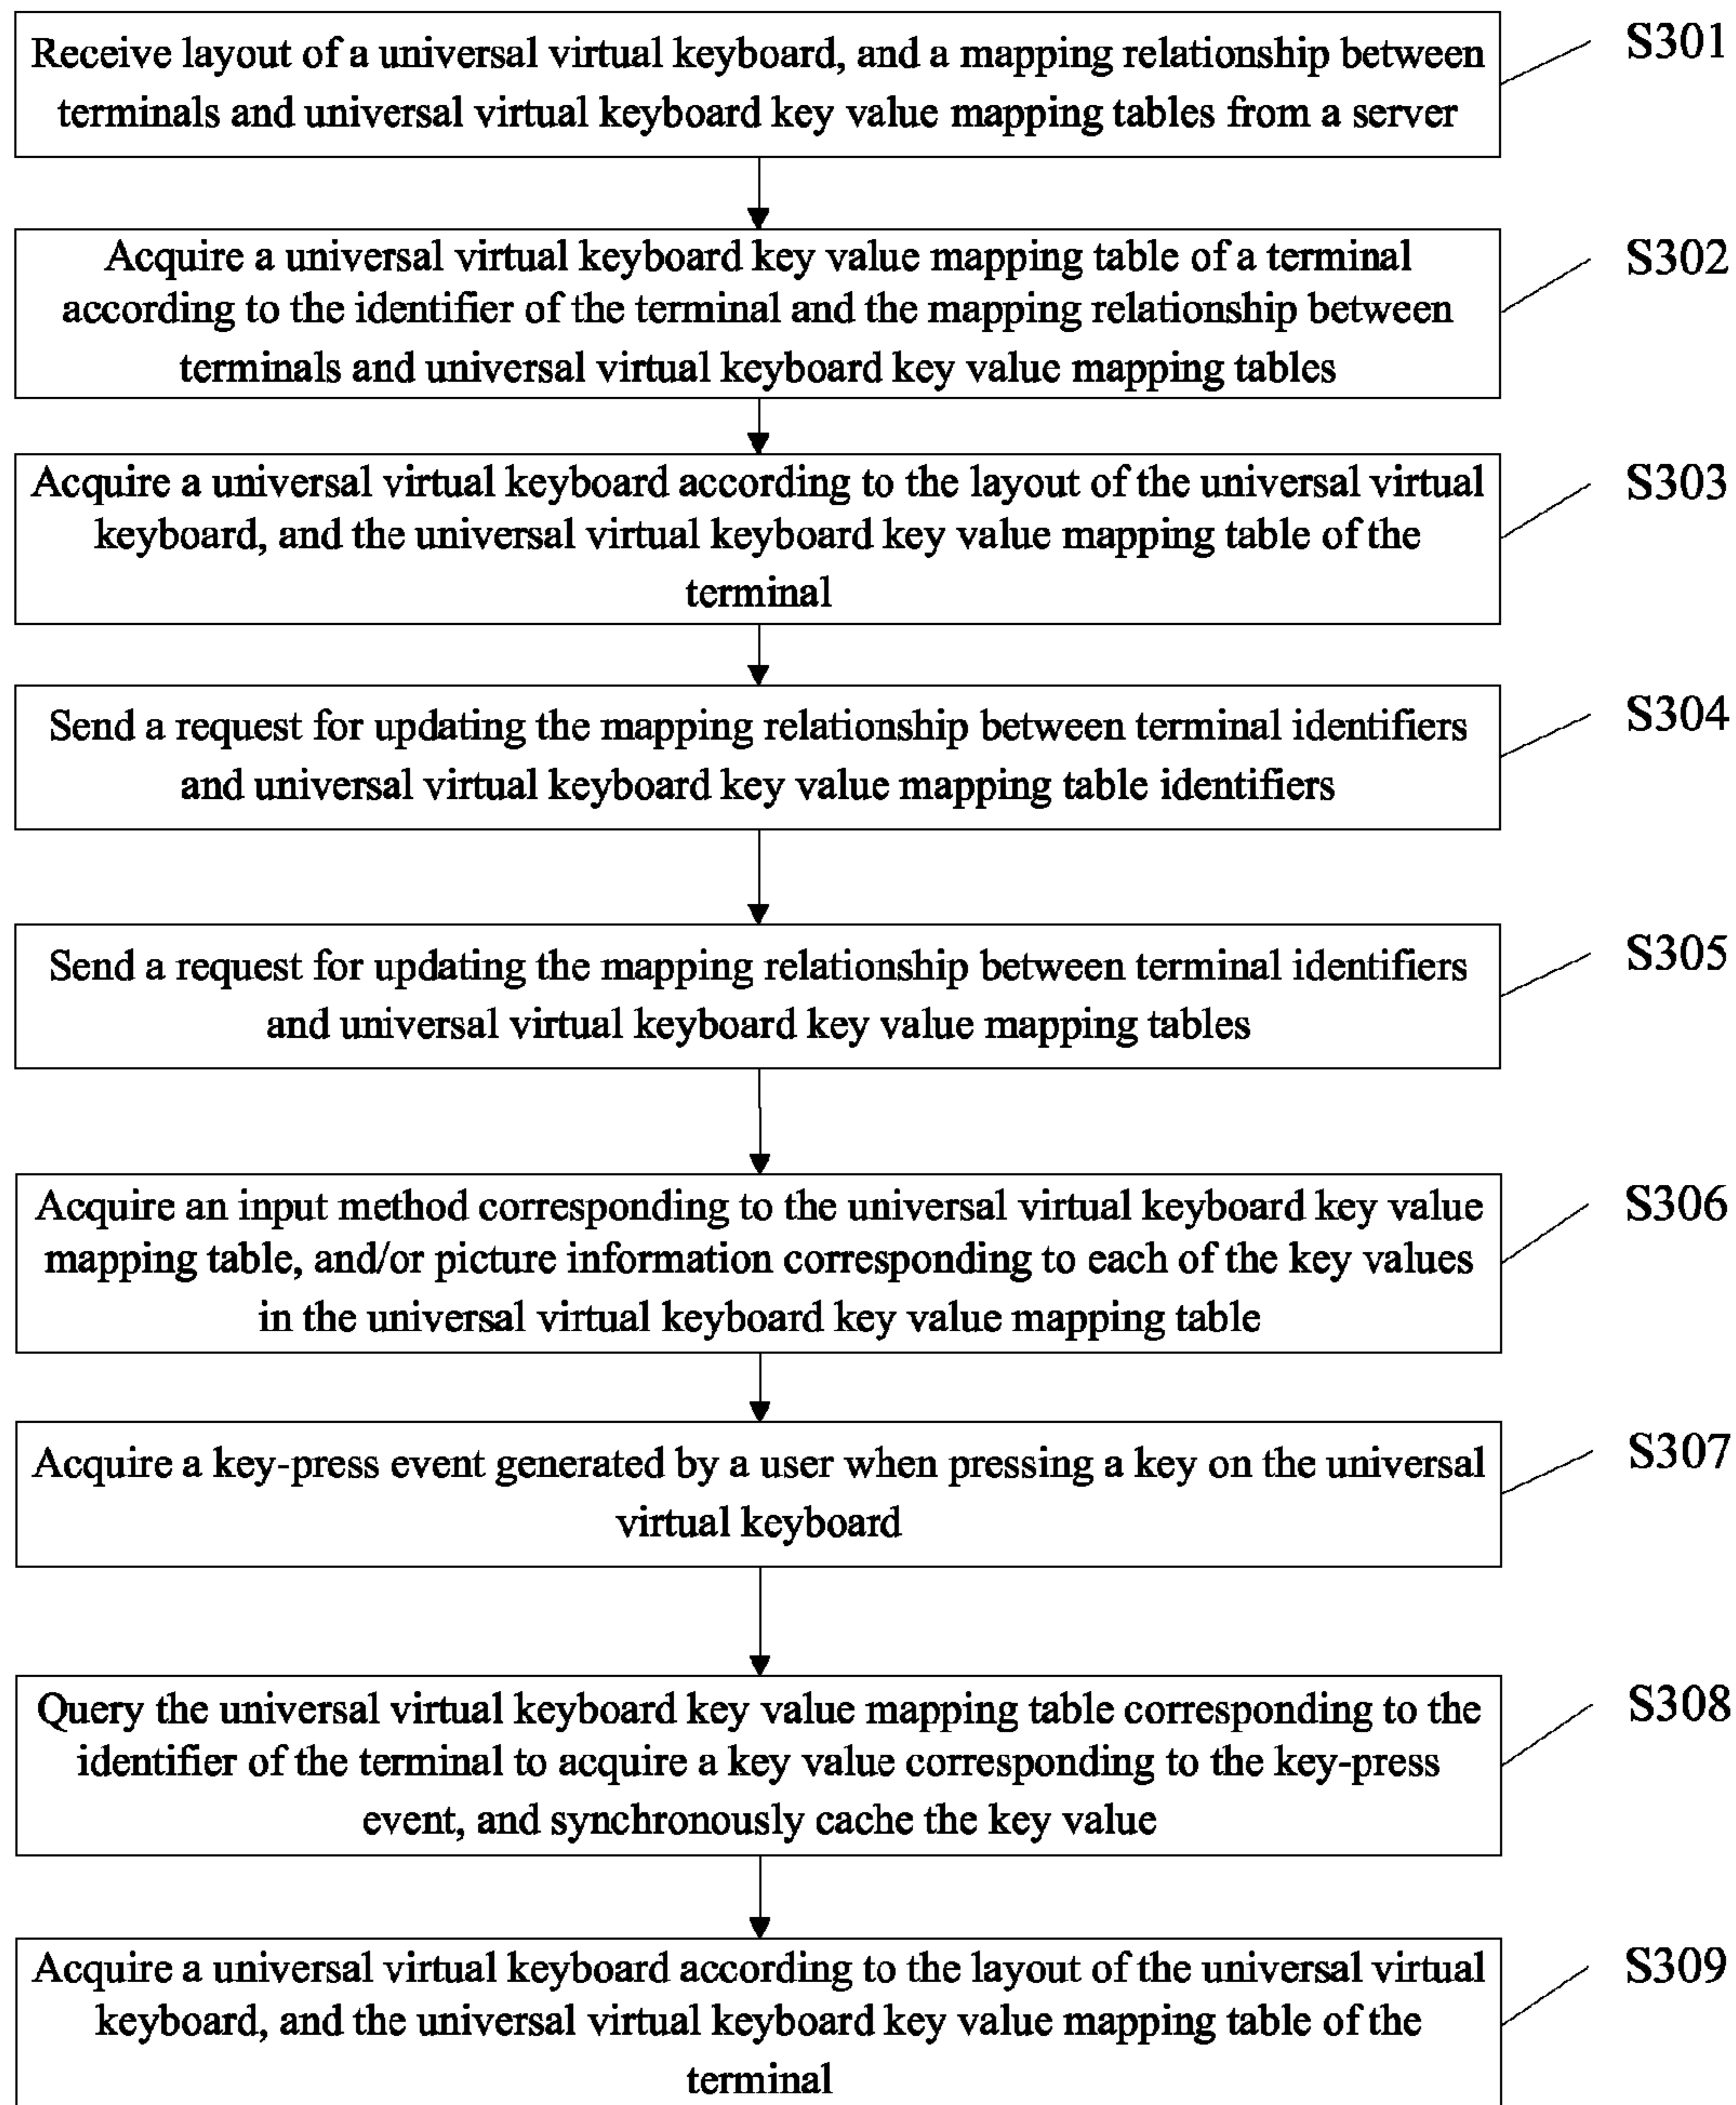 Receive layout of a universal virtual keyboard, and a mapping relationship between
terminals and universal virtual keyboard key value mapping tables from a server
S301
Acquire a universal virtual keyboard key value mapping table of a terminal
according to the identifier of the terminal and the mapping relationship between
terminals and universal virtual keyboard key value mapping tables
S302
Acquire a universal virtual keyboard according to the layout of the universal virtual
keyboard, and the universal virtual keyboard key value mapping table of the
terminal
S303
Send a request for updating the mapping relationship between terminal identifiers
and universal virtual keyboard key value mapping table identifiers
S304
Send a request for updating the mapping relationship between terminal identifiers
and universal virtual keyboard key value mapping tables
S305
Acquire an input method corresponding to the universal virtual keyboard key value
mapping table, and/or picture information corresponding to each of the key values
in the universal virtual keyboard key value mapping table
S306
Acquire a key-press event generated by a user when pressing a key on the universal
virtual keyboard
S307
Query the universal virtual keyboard key value mapping table corresponding to the
identifier of the terminal to acquire a key value corresponding to the key-press
event, and synchronously cache the key value
S308
Acquire a universal virtual keyboard according to the layout of the universal virtual
keyboard, and the universal virtual keyboard key value mapping table of the
terminal
S309